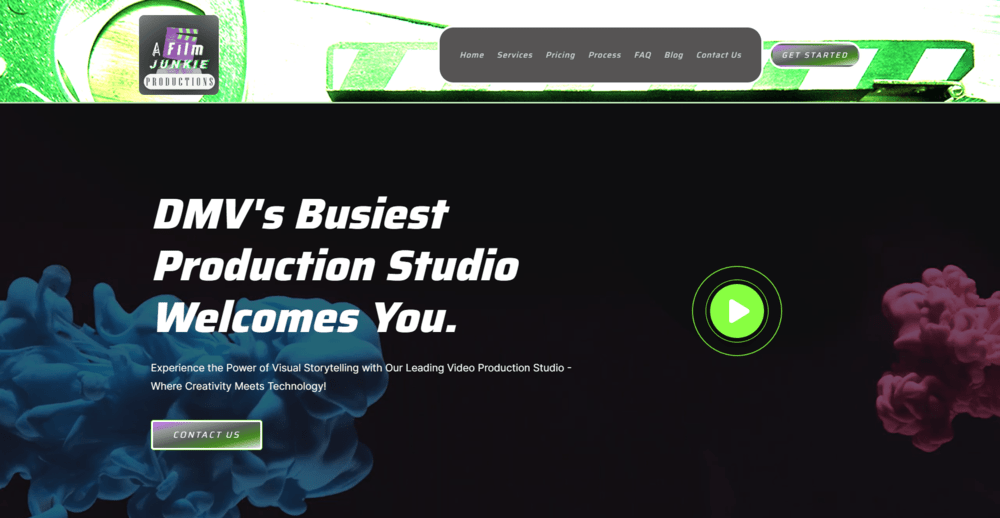 A Film
JUNKIE
PRODUCTIONS
Home Services Pricing Process FAQ Blog Contact Us
GET STARTED
DMV's Busiest
Production Studio
Welcomes You.
Experience the Power of Visual Storytelling with Our Leading Video Production Studio -
Where Creativity Meets Technology!
CONTACT US